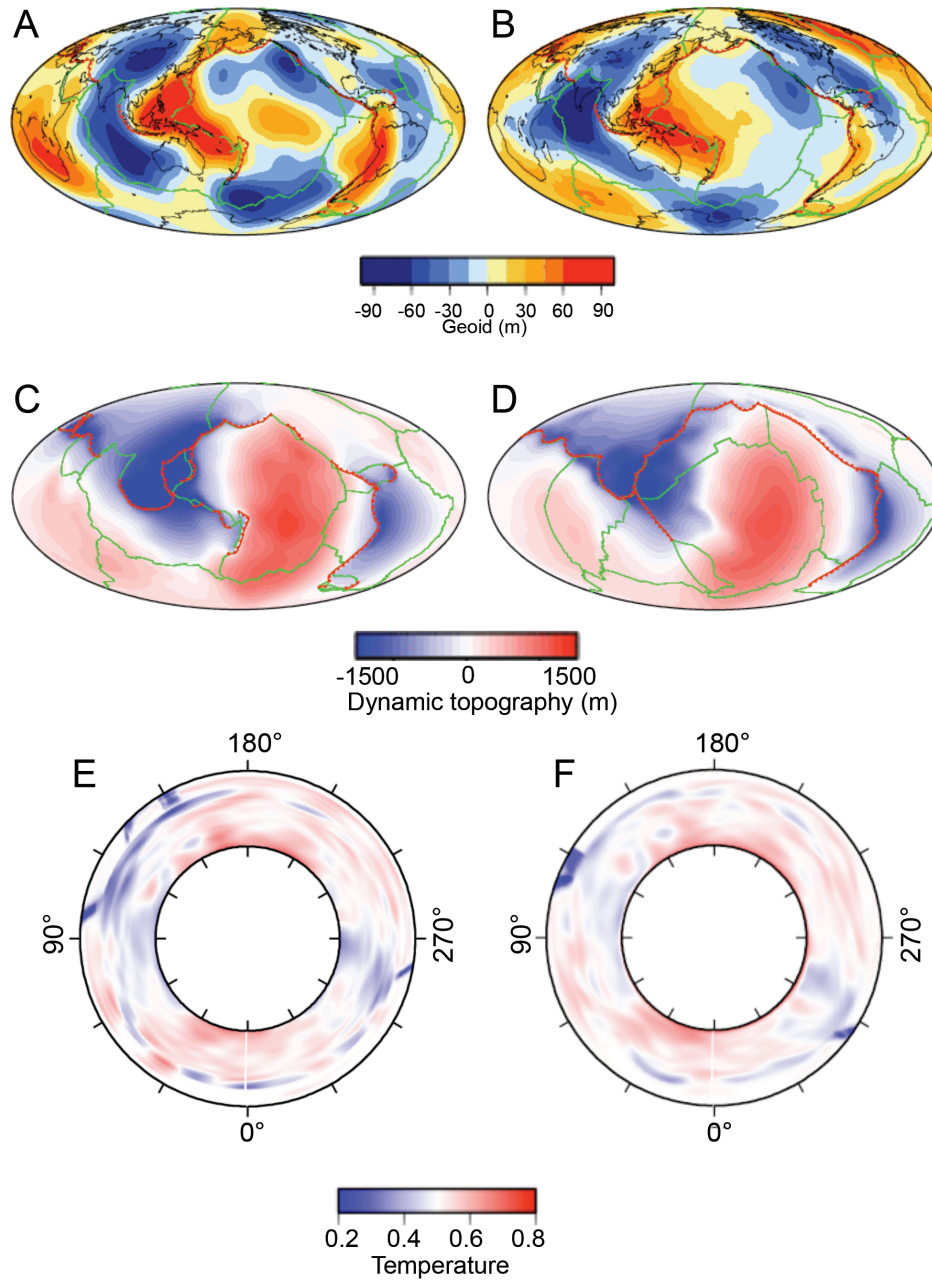 A B
-90 -60 -30 0 30 60 90
Geoid (m)
C D
-1500 0 1500
Dynamic topography (m)
180° 180°
E F
90° 270° 90° 270°
0° 0°
0.2 0.4 0.6 0.8
Temperature